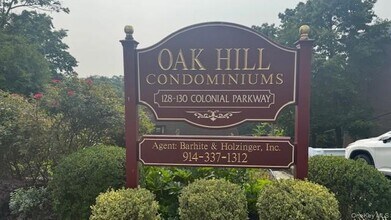 OAK HILL
CONDOMINIUMS
128-130 COLONIAL PARKWAY
Agent: Barhite & Holzinger, Inc.
914-337-1312